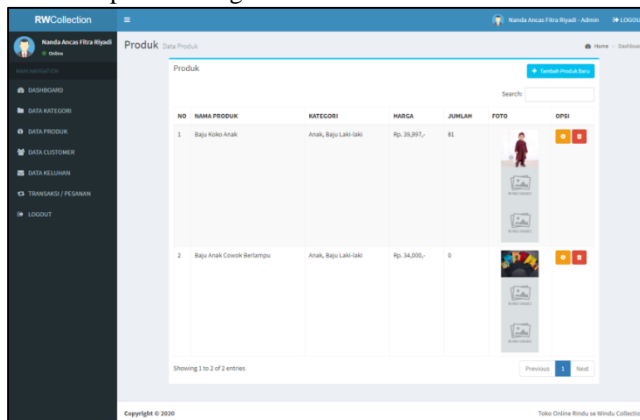 RWCollection
Nanda Ancas Fitra Riyadi - Admin LOGOUT
Nanda Ancas Fitra Riyadi
Online
MAIN NAVIGATION
DASHBOARD
DATA KATEGORI
DATA PRODUK
DATA CUSTOMER
DATA KELUHAN
TRANSAKSI / PESANAN
LOGOUT
Produk Data Produk
Home Dashboard
Produk
Tambah Produk Baru
Search:
NO NAMA PRODUK KATEGORI HARGA JUMLAH FOTO OPSI
1 Baju Koko Anak Anak, Baju Laki-laki Rp. 39,997,- 81
2 Baju Anak Cowok Bertampu Anak, Baju Laki-laki Rp. 34,000,- 0
Showing 1 to 2 of 2 entries
Previous 1 Next
Copyright © 2020
Toko Online Rindu se Windu Collection